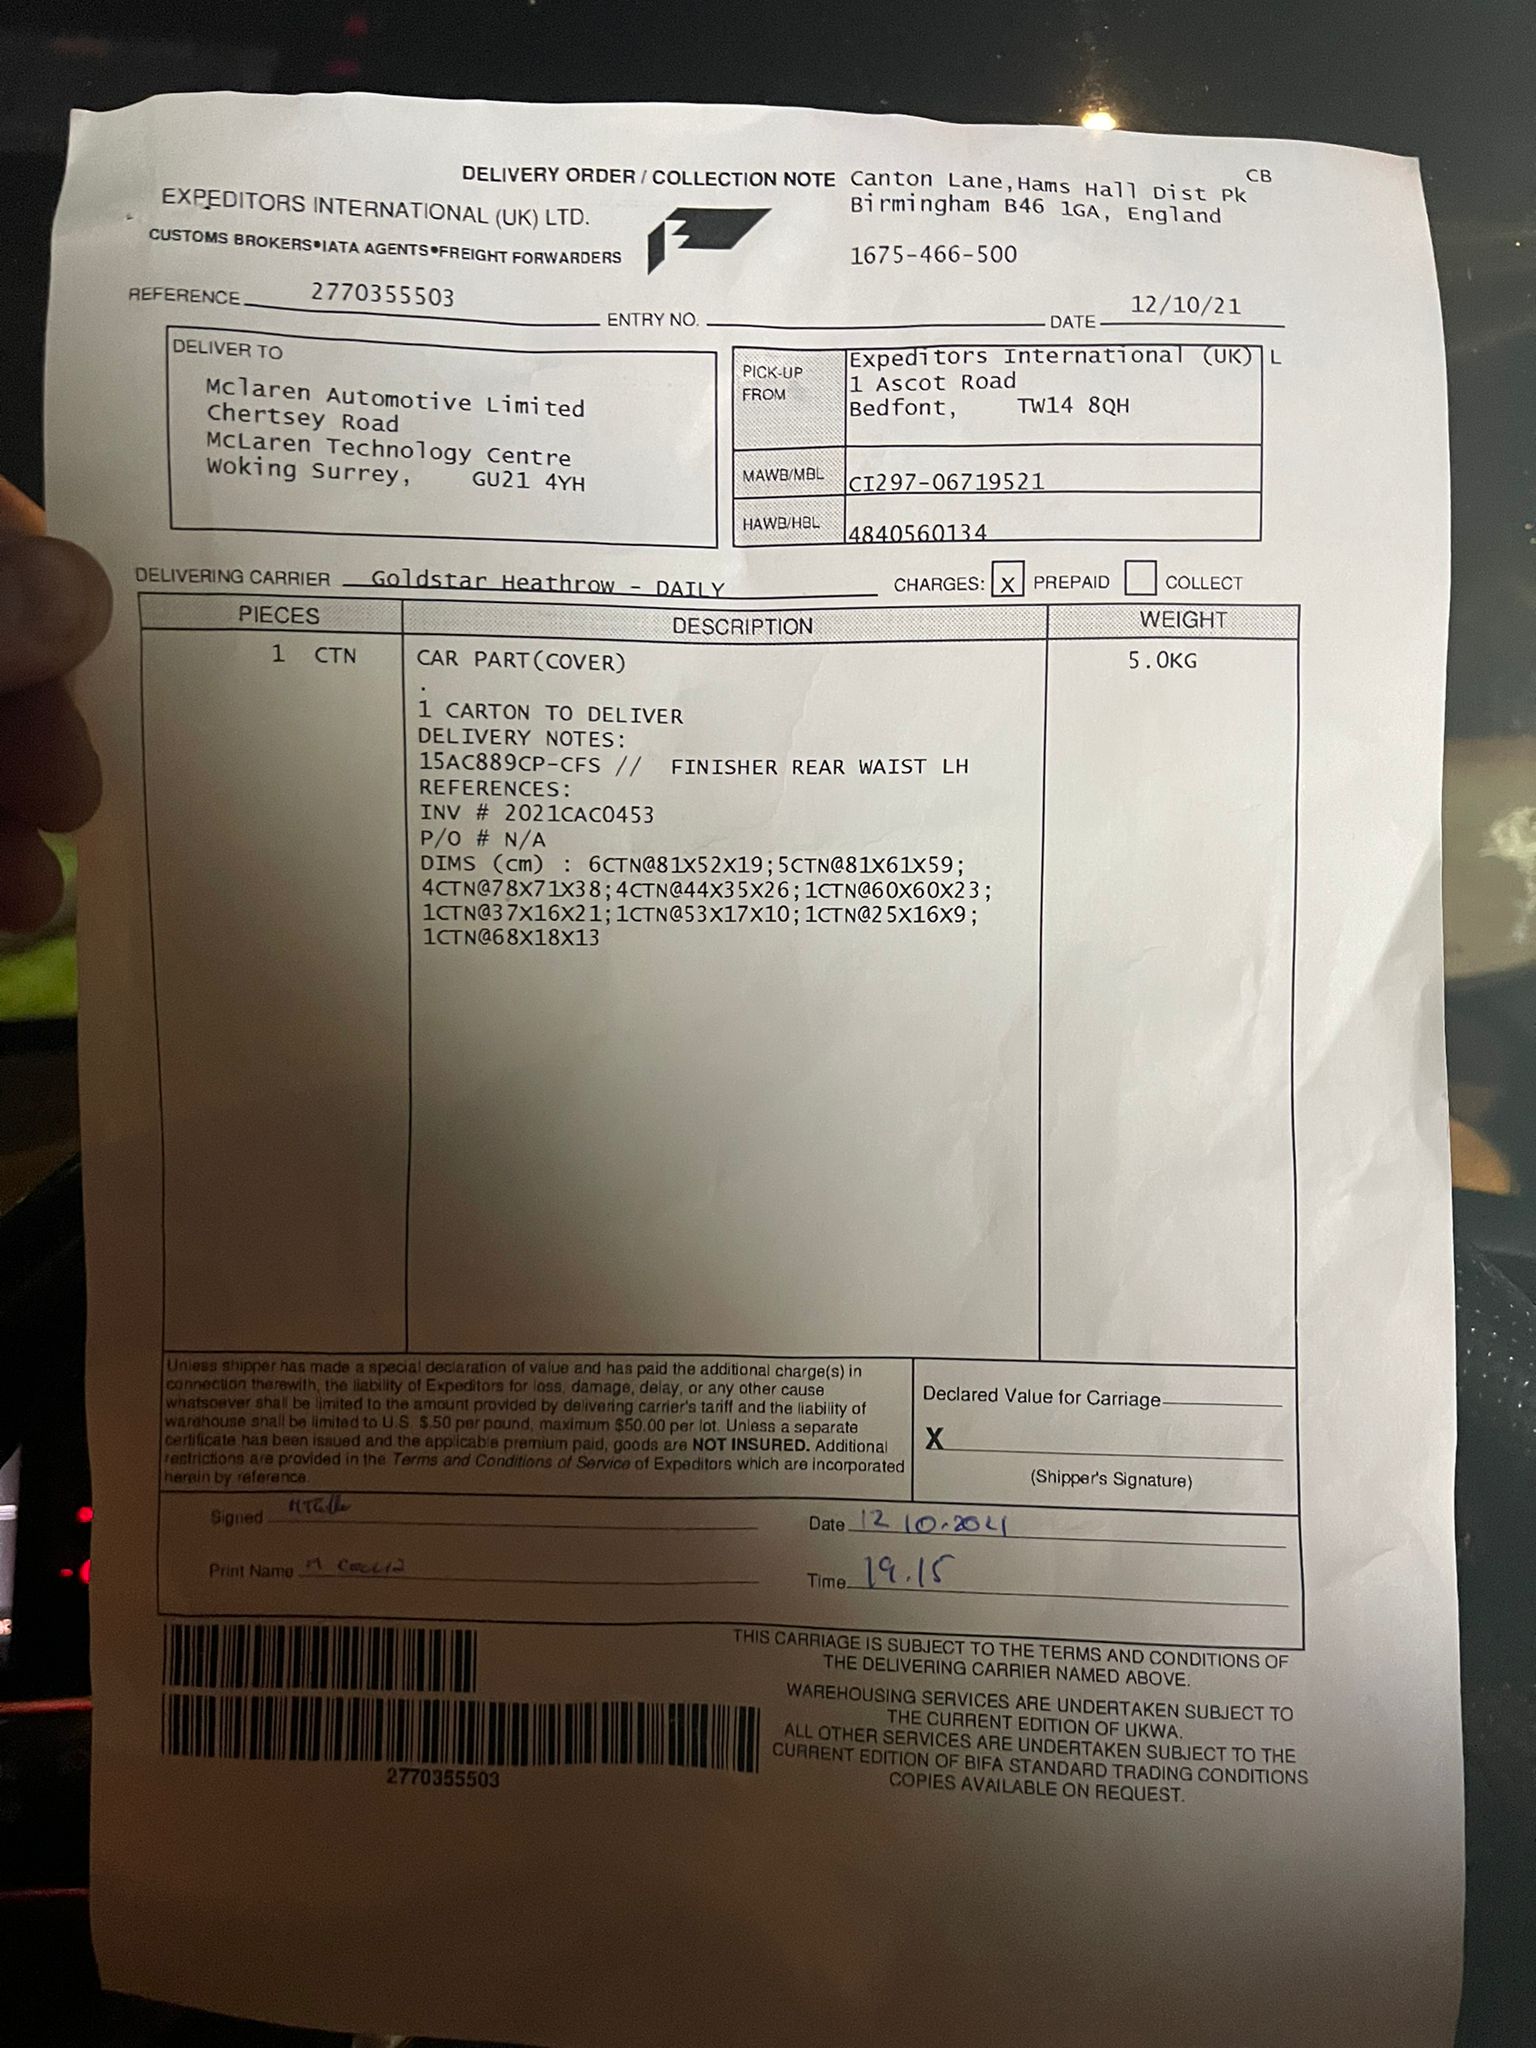 DELIVERY ORDER / COLLECTION NOTE
CB
Canton Lane,Hams Hall Dist Pk
Birmingham B46 1GA, England
1675-466-500
EXPEDITORS INTERNATIONAL (UK) LTD.
CUSTOMS BROKERS•IATA AGENTS•FREIGHT FORWARDERS
REFERENCE 2770355503
ENTRY NO.
DATE 12/10/21
DELIVER TO
Mclaren Automotive Limited
Chertsey Road
McLaren Technology Centre
Woking Surrey, GU21 4YH
PICK-UP FROM
Expeditors International (UK) L
1 Ascot Road
Bedfont, TW14 8QH
MAWB/MBL CI297-06719521
HAWB/HBL 4840560134
DELIVERING CARRIER Goldstar Heathrow - DAILY
CHARGES: X PREPAID COLLECT
PIECES DESCRIPTION WEIGHT
1 CTN CAR PART(COVER) 5.0KG
.
1 CARTON TO DELIVER
DELIVERY NOTES:
15AC889CP-CFS // FINISHER REAR WAIST LH
REFERENCES:
INV # 2021CAC0453
P/O # N/A
DIMS (cm) : 6CTN@81X52X19;5CTN@81X61X59;
4CTN@78X71X38;4CTN@44X35X26;1CTN@60X60X23;
1CTN@37X16X21;1CTN@53X17X10;1CTN@25X16X9;
1CTN@68X18X13
Unless shipper has made a special declaration of value and has paid the additional charge(s) in
connection therewith, the liability of Expeditors for loss, damage, delay, or any other cause
whatsoever shall be limited to the amount provided by delivering carrier's tariff and the liability of
warehouse shall be limited to U.S. $.50 per pound, maximum $50.00 per lot. Unless a separate
certificate has been issued and the applicable premium paid, goods are NOT INSURED. Additional
restrictions are provided in the Terms and Conditions of Service of Expeditors which are incorporated
herein by reference.
Declared Value for Carriage
X
(Shipper's Signature)
Signed
Date 12 10.2021
Print Name M
Time 19.15
THIS CARRIAGE IS SUBJECT TO THE TERMS AND CONDITIONS OF
THE DELIVERING CARRIER NAMED ABOVE.
WAREHOUSING SERVICES ARE UNDERTAKEN SUBJECT TO
THE CURRENT EDITION OF UKWA.
ALL OTHER SERVICES ARE UNDERTAKEN SUBJECT TO THE
CURRENT EDITION OF BIFA STANDARD TRADING CONDITIONS
COPIES AVAILABLE ON REQUEST.
2770355503